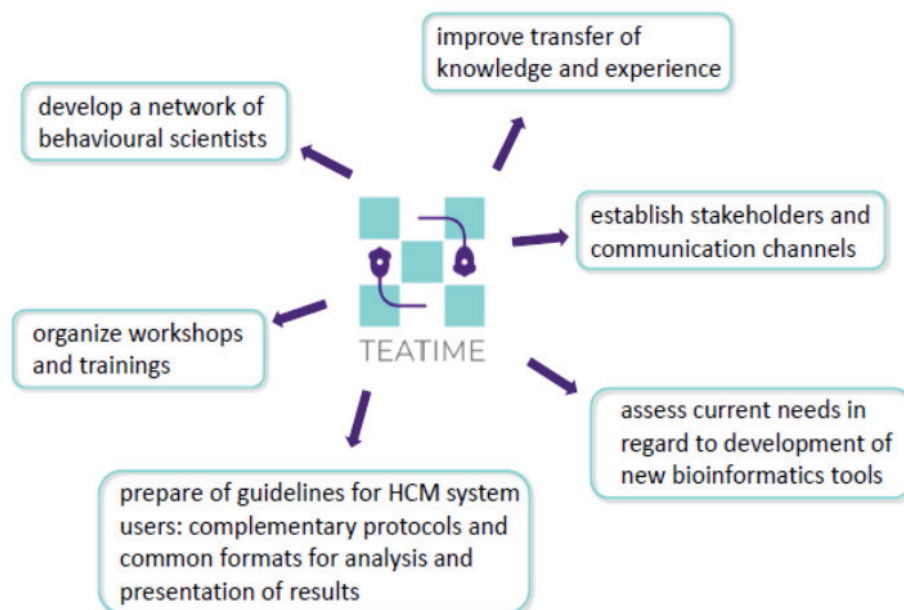 improve transfer of
knowledge and experience
develop a network of
behavioural scientists
establish stakeholders and
communication channels
TEATIME
organize workshops
and trainings
assess current needs in
regard to development of
new bioinformatics tools
prepare of guidelines for HCM system
users: complementary protocols and
common formats for analysis and
presentation of results